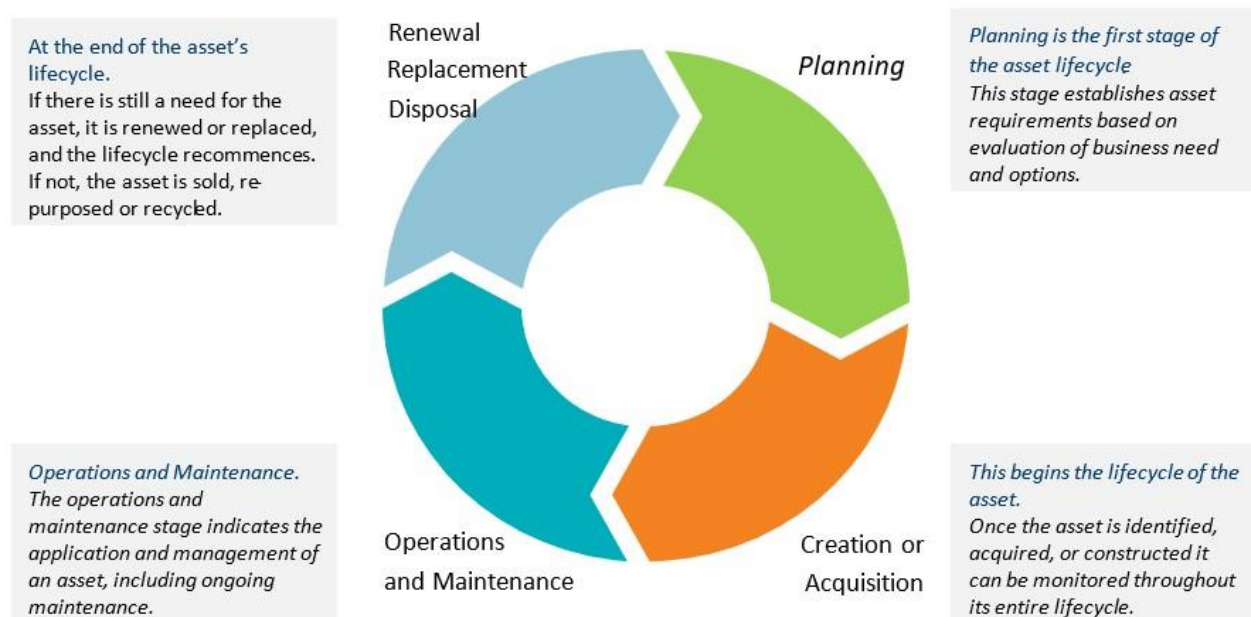 At the end of the asset's
lifecycle.
If there is still a need for the
asset, it is renewed or replaced,
and the lifecycle recommences.
If not, the asset is sold, re-
purposed or recycled.
Renewal
Replacement
Disposal
Planning
Planning is the first stage of
the asset lifecycle
This stage establishes asset
requirements based on
evaluation of business need
and options.
Operations and Maintenance.
The operations and
maintenance stage indicates the
application and management of
an asset, including ongoing
maintenance.
Operations
and Maintenance
Creation or
Acquisition
This begins the lifecycle of the
asset.
Once the asset is identified,
acquired, or constructed it
can be monitored throughout
its entire lifecycle.